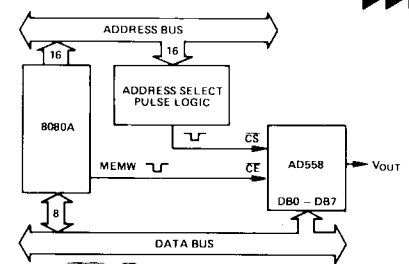 ADDRESS BUS
16
16
8080A
ADDRESS SELECT
PULSE LOGIC
CS
MEMW
CE
AD558
VOUT
DB0 – DB7
8
DATA BUS